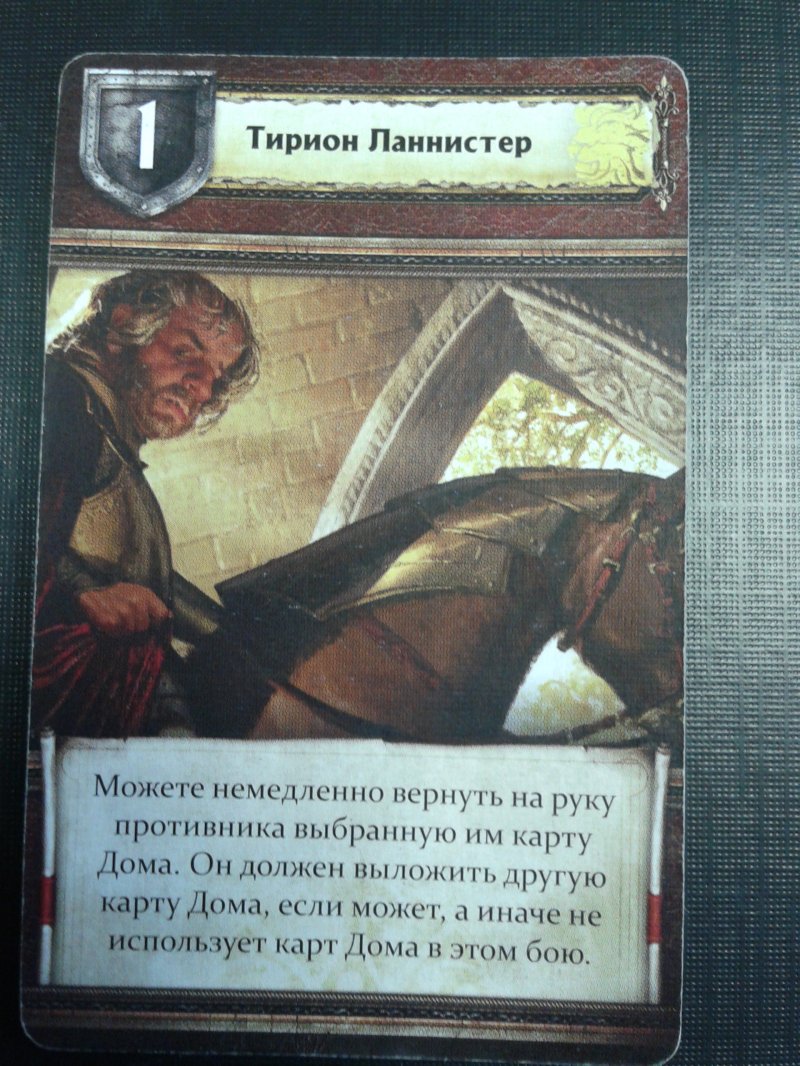 1
Тирион Ланнистер
Можете немедленно вернуть на руку
противника выбранную им карту
Дома. Он должен выложить другую
карту Дома, если может, а иначе не
использует карт Дома в этом бою.